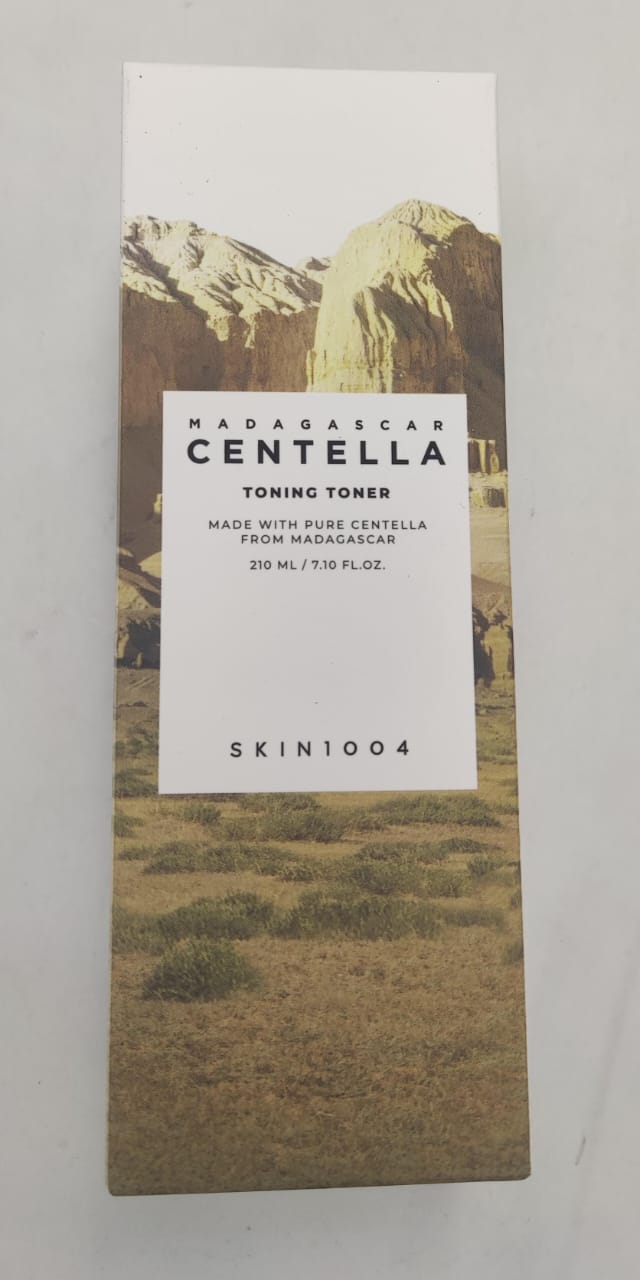 MADAGASCAR
CENTELLA
TONING TONER
MADE WITH PURE CENTELLA
FROM MADAGASCAR
210 ML / 7.10 FL.OZ.
SKIN1004